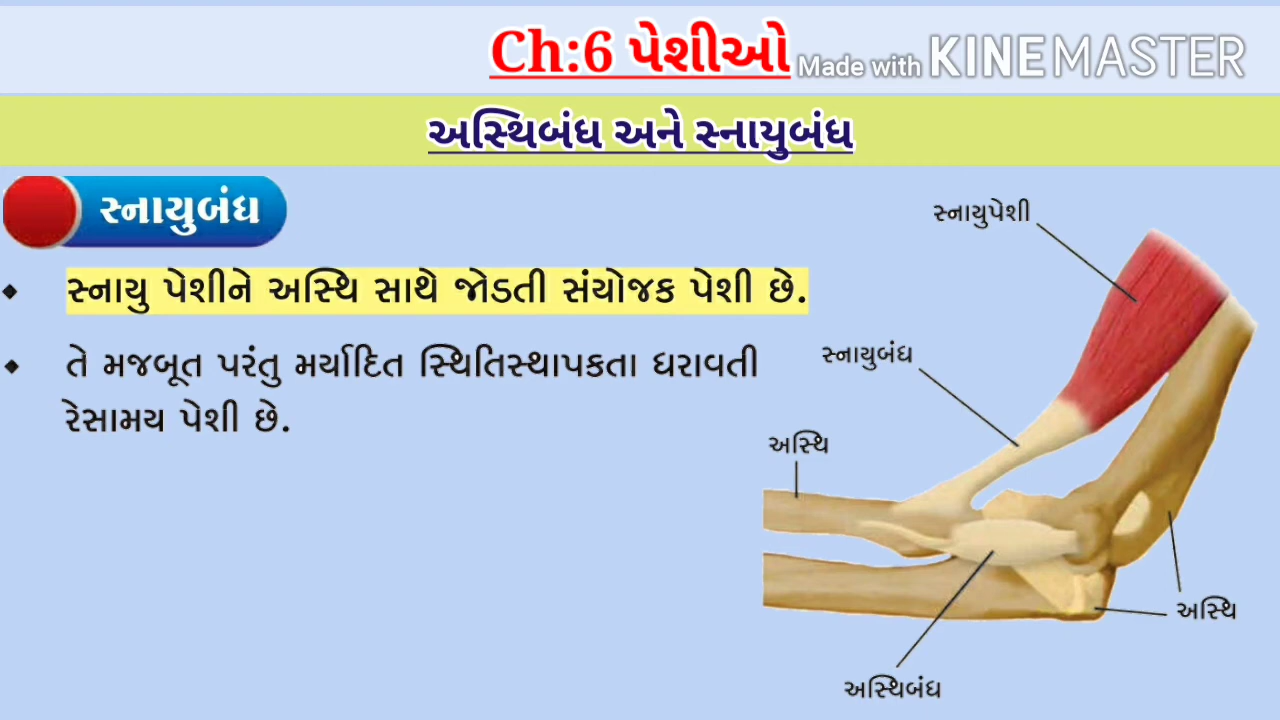 Ch:6 પેશીઓ
Made with KINEMASTER
અસ્થિબંધ અને સ્નાયુબંધ
સ્નાયુબંધ
સ્નાયુ પેશીને અસ્થિ સાથે જોડતી સંયોજક પેશી છે.
તે મજબૂત પરંતુ મર્યાદિત સ્થિતિસ્થાપકતા ધરાવતી
રેસામય પેશી છે.
સ્નાયુપેશી
સ્નાયુબંધ
અસ્થિ
અસ્થિ
અસ્થિબંધ